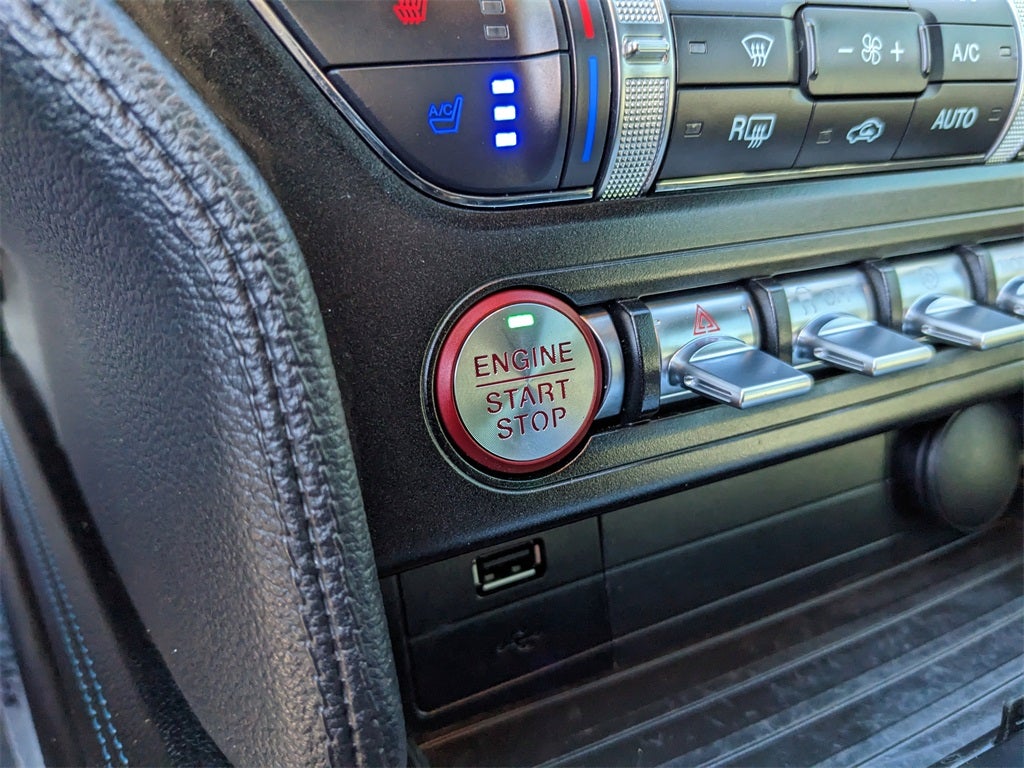 A/C
- +
A/C
R
AUTO
ENGINE
START
STOP